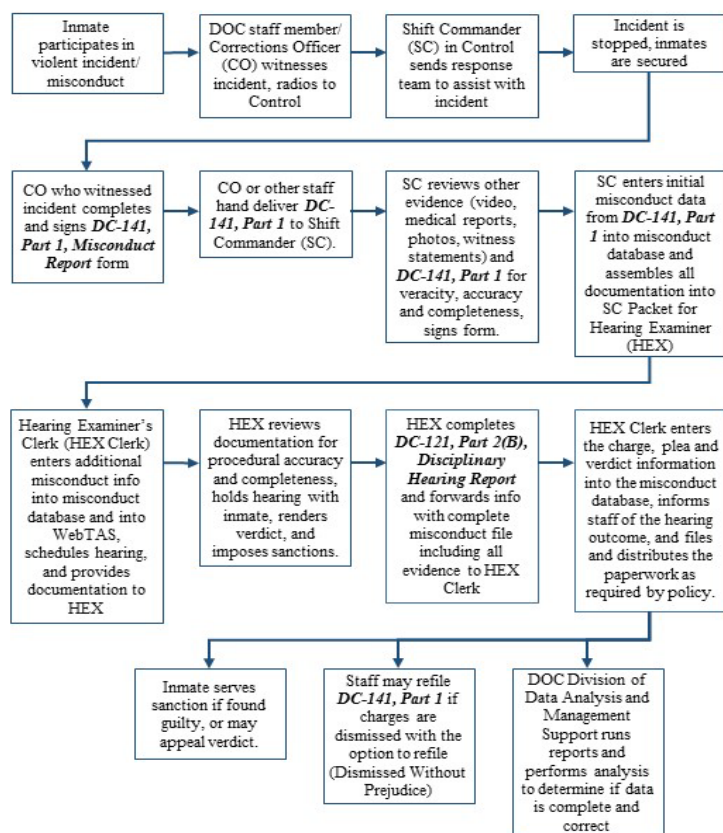 Inmate
participates in
violent incident/
misconduct
DOC staff member/
Corrections Officer
(CO) witnesses
incident, radios to
Control
Shift Commander
(SC) in Control
sends response
team to assist with
incident
Incident is
stopped, inmates
are secured
CO who witnessed
incident completes
and signs DC-141,
Part 1, Misconduct
Report form
CO or other staff
hand deliver DC-
141, Part 1 to Shift
Commander (SC).
SC reviews other
evidence (video,
medical reports,
photos, witness
statements) and
DC-141, Part 1 for
veracity, accuracy
and completeness,
signs form.
SC enters initial
misconduct data
from DC-141, Part
1 into misconduct
database and
assembles all
documentation into
SC Packet for
Hearing Examiner
(HEX)
Hearing Examiner's
Clerk (HEX Clerk)
enters additional
misconduct info
into misconduct
database and into
WebTAS,
schedules hearing,
and provides
documentation to
HEX
HEX reviews
documentation for
procedural accuracy
and completeness,
holds hearing with
inmate, renders
verdict, and
imposes sanctions.
HEX completes
DC-121, Part 2(B),
Disciplinary
Hearing Report
and forwards info
with complete
misconduct file
including all
evidence to HEX
Clerk
HEX Clerk enters
the charge, plea and
verdict information
into the misconduct
database, informs
staff of the hearing
outcome, and files
and distributes the
paperwork as
required by policy.
Inmate serves
sanction if found
guilty, or may
appeal verdict.
Staff may refile
DC-141, Part 1 if
charges are
dismissed with the
option to refile
(Dismissed Without
Prejudice)
DOC Division of
Data Analysis and
Management
Support runs
reports and
performs analysis
to determine if data
is complete and
correct